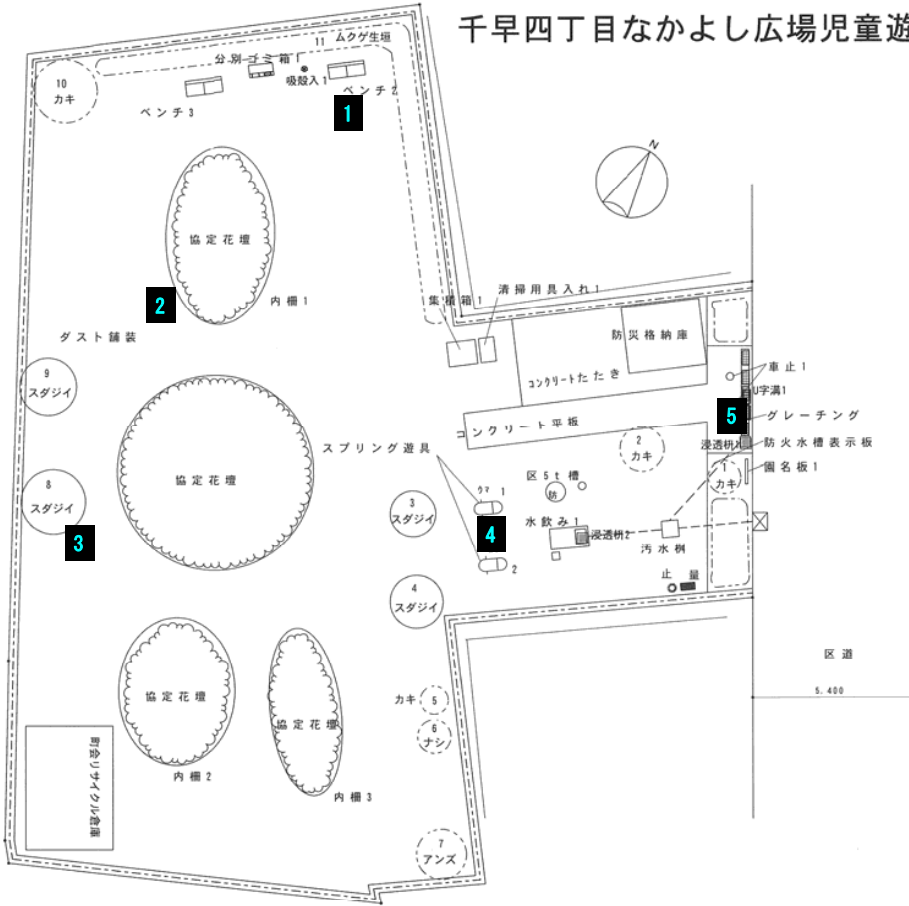 千早四丁目なかよし広場児童遊
11
ムクゲ生垣
分別ゴミ箱1
吸殻入1
ベンチ2
ベンチ3
10
カキ
1
N
協定花壇
2
内柵1
集積箱1
清掃用具入れ1
ダスト舗装
防災格納庫
9
スダジイ
コンクリートたたき
車止1
U字溝1
5
グレーチング
コンクリート平板
スプリング遊具
2
カキ
浸透桝1
防火水槽表示板
協定花壇
1
カキ
園名板1
区5t槽
防
8
スダジイ
3
3
スダジイ
ウマ 1
4
水飲み1
浸透桝2
汚水桝
2
止 量
4
スダジイ
区道
5.400
協定花壇
協定花壇
カキ 5
6
ナシ
町会リサイクル倉庫
内柵2
内柵3
7
アンズ